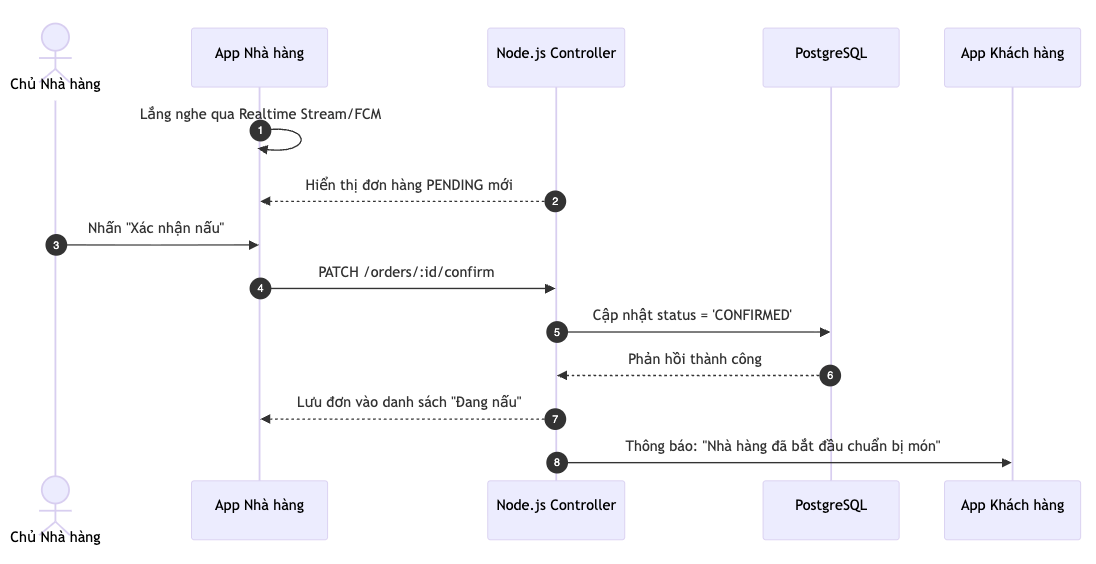 Chủ Nhà hàng
App Nhà hàng
Node.js Controller
PostgreSQL
App Khách hàng
Lắng nghe qua Realtime Stream/FCM
1
Hiển thị đơn hàng PENDING mới
2
Nhấn "Xác nhận nấu"
3
PATCH /orders/:id/confirm
4
Cập nhật status = 'CONFIRMED'
5
Phản hồi thành công
6
Lưu đơn vào danh sách "Đang nấu"
7
Thông báo: "Nhà hàng đã bắt đầu chuẩn bị món"
8
Chủ Nhà hàng
App Nhà hàng
Node.js Controller
PostgreSQL
App Khách hàng